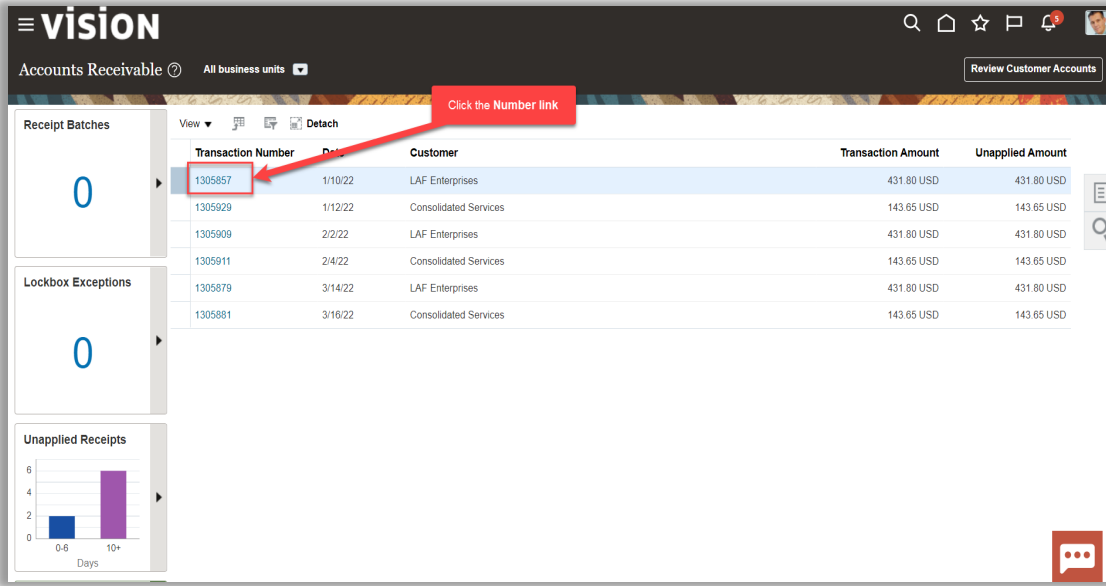 VISION
5
Accounts Receivable ?
All business units
Review Customer Accounts
Click the Number link
Receipt Batches
0
View
Detach
Transaction Number Customer Transaction Amount Unapplied Amount
1305857 1/10/22 LAF Enterprises 431.80 USD 431.80 USD
1305929 1/12/22 Consolidated Services 143.65 USD 143.65 USD
1305909 2/2/22 LAF Enterprises 431.80 USD 431.80 USD
1305911 2/4/22 Consolidated Services 143.65 USD 143.65 USD
1305879 3/14/22 LAF Enterprises 431.80 USD 431.80 USD
1305881 3/16/22 Consolidated Services 143.65 USD 143.65 USD
Lockbox Exceptions
0
Unapplied Receipts
6
4
2
0
0-6 10+
Days